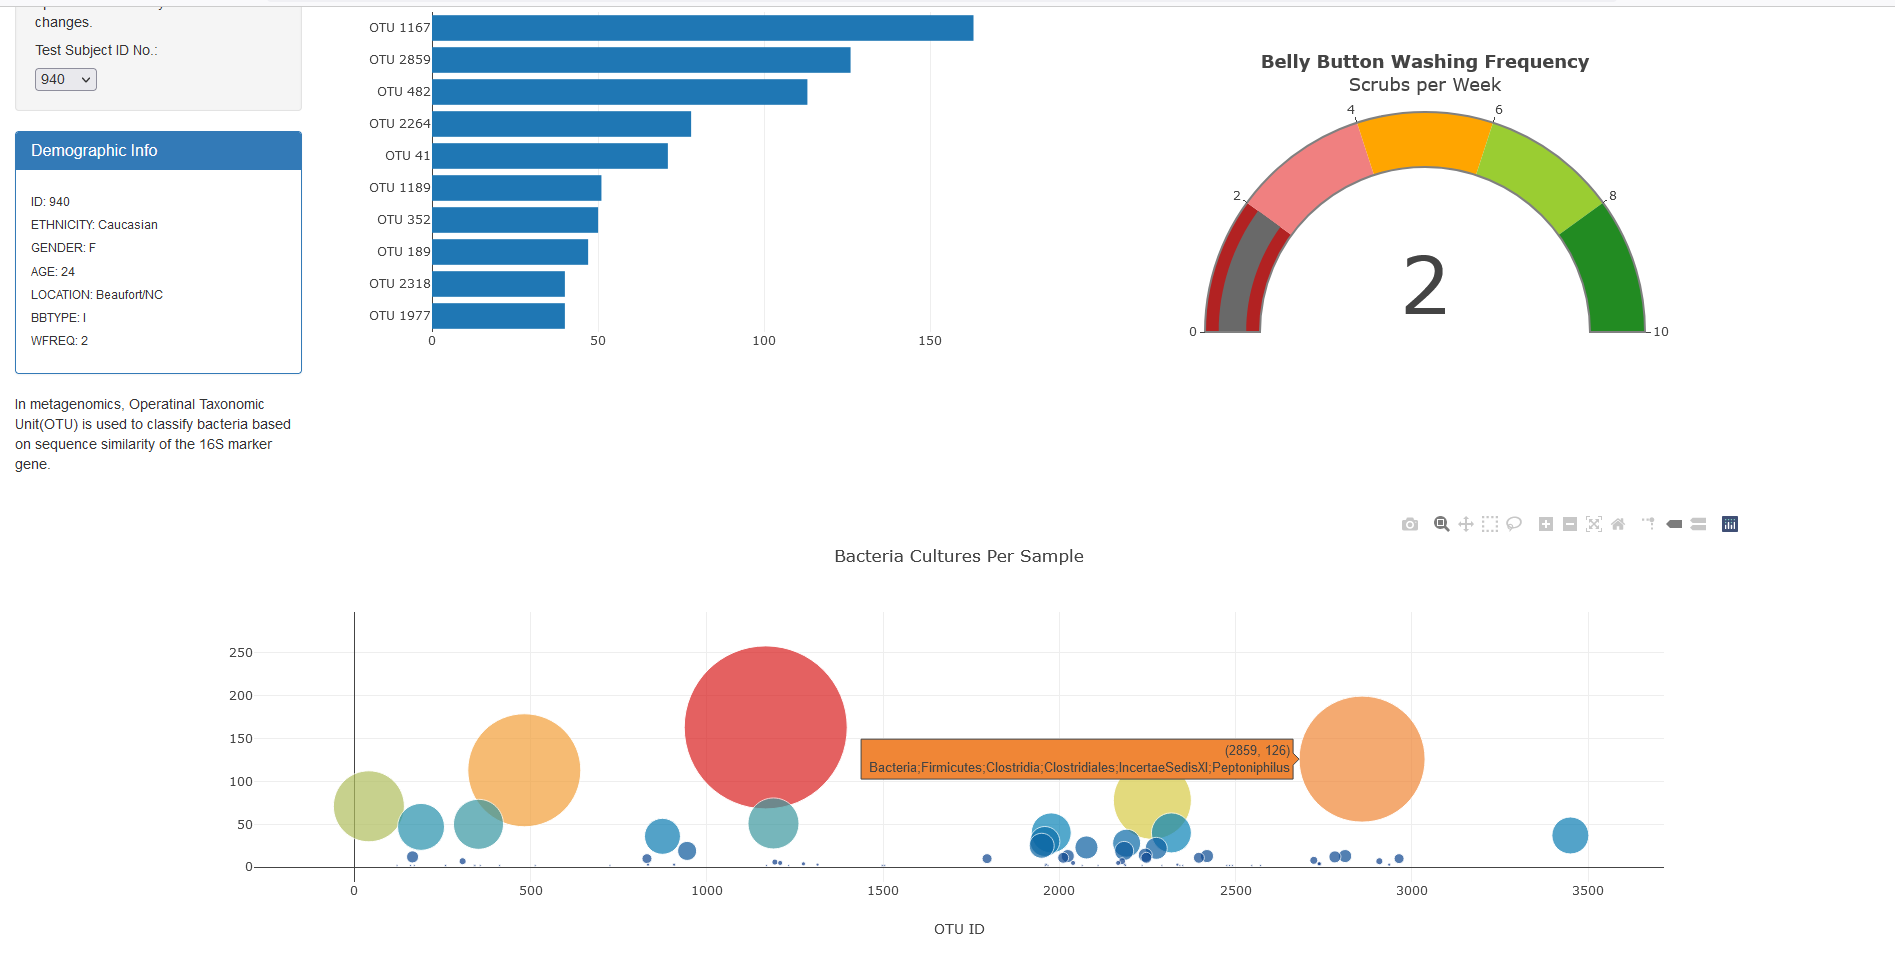 changes.
Test Subject ID No.:
940
Demographic Info
ID: 940
ETHNICITY: Caucasian
GENDER: F
AGE: 24
LOCATION: Beaufort/NC
BBTYPE: I
WFREQ: 2
In metagenomics, Operatinal Taxonomic
Unit(OTU) is used to classify bacteria based
on sequence similarity of the 16S marker
gene.
OTU 1167
OTU 2859
OTU 482
OTU 2264
OTU 41
OTU 1189
OTU 352
OTU 189
OTU 2318
OTU 1977
0 50 100 150
Belly Button Washing Frequency
Scrubs per Week
0 2 4 6 8 10
2
Bacteria Cultures Per Sample
250
200
150
100
50
0
(2859, 126)
Bacteria;Firmicutes;Clostridia;Clostridiales;IncertaeSedisXI;Peptoniphilus
0 500 1000 1500 2000 2500 3000 3500
OTU ID